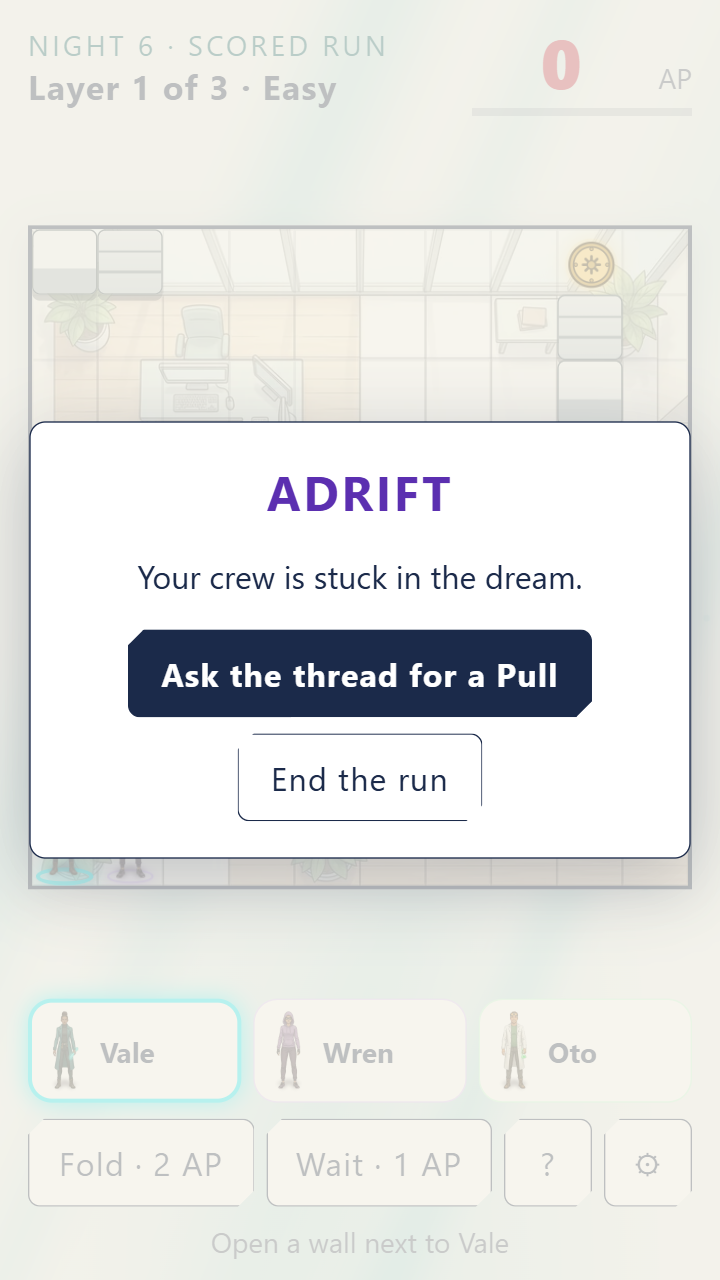 NIGHT 6 · SCORED RUN
Layer 1 of 3 · Easy
0 AP
ADRIFT
Your crew is stuck in the dream.
Ask the thread for a Pull
End the run
Vale
Wren
Oto
Fold · 2 AP
Wait · 1 AP
?
Open a wall next to Vale